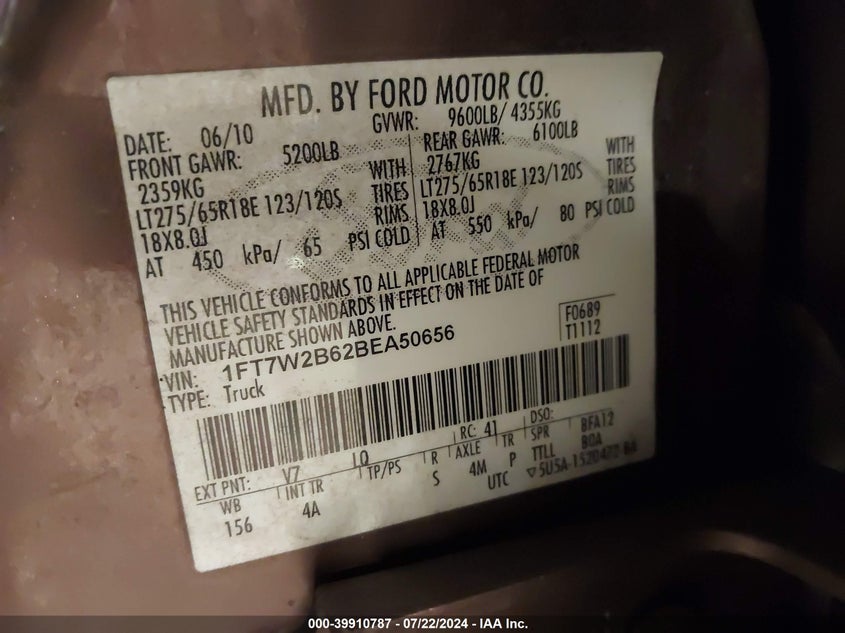 MFD. BY FORD MOTOR CO.
DATE: 06/10 GVWR: 9600LB/ 4355KG
FRONT GAWR: 5200LB REAR GAWR: 6100LB
2359KG WITH 2767KG WITH
LT275/65R18E 123/120S TIRES LT275/65R18E 123/120S TIRES
18X8.0J RIMS 18X8.0J RIMS
AT 450 kPa/ 65 PSI COLD AT 550 kPa/ 80 PSI COLD
THIS VEHICLE CONFORMS TO ALL APPLICABLE FEDERAL MOTOR
VEHICLE SAFETY STANDARDS IN EFFECT ON THE DATE OF
MANUFACTURE SHOWN ABOVE.
VIN: 1FT7W2B62BEA50656
TYPE: Truck
F0689
T1112
EXT PNT: V7 LQ RC: 41 DSO:
WB INT TR TP/PS R AXLE TR SPR BFA12
156 4A S 4M P TTLL BOA
UTC ▽5U5A-1520472-BA
000-39910787 - 07/22/2024 - IAA Inc.